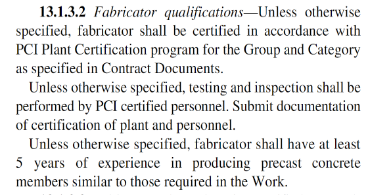 13.1.3.2 Fabricator qualifications—Unless otherwise
specified, fabricator shall be certified in accordance with
PCI Plant Certification program for the Group and Category
as specified in Contract Documents.
Unless otherwise specified, testing and inspection shall be
performed by PCI certified personnel. Submit documentation
of certification of plant and personnel.
Unless otherwise specified, fabricator shall have at least
5 years of experience in producing precast concrete
members similar to those required in the Work.